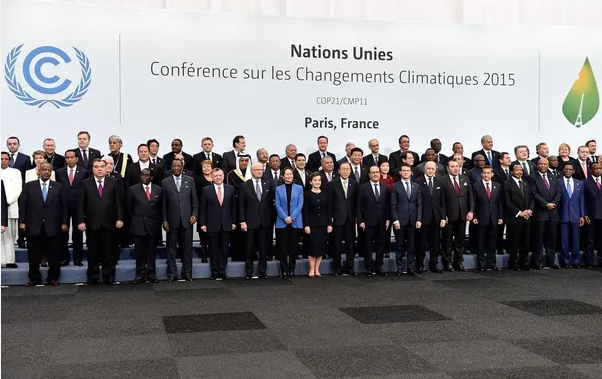 Nations Unies
Conférence sur les Changements Climatiques 2015
COP21/CMP11
Paris, France